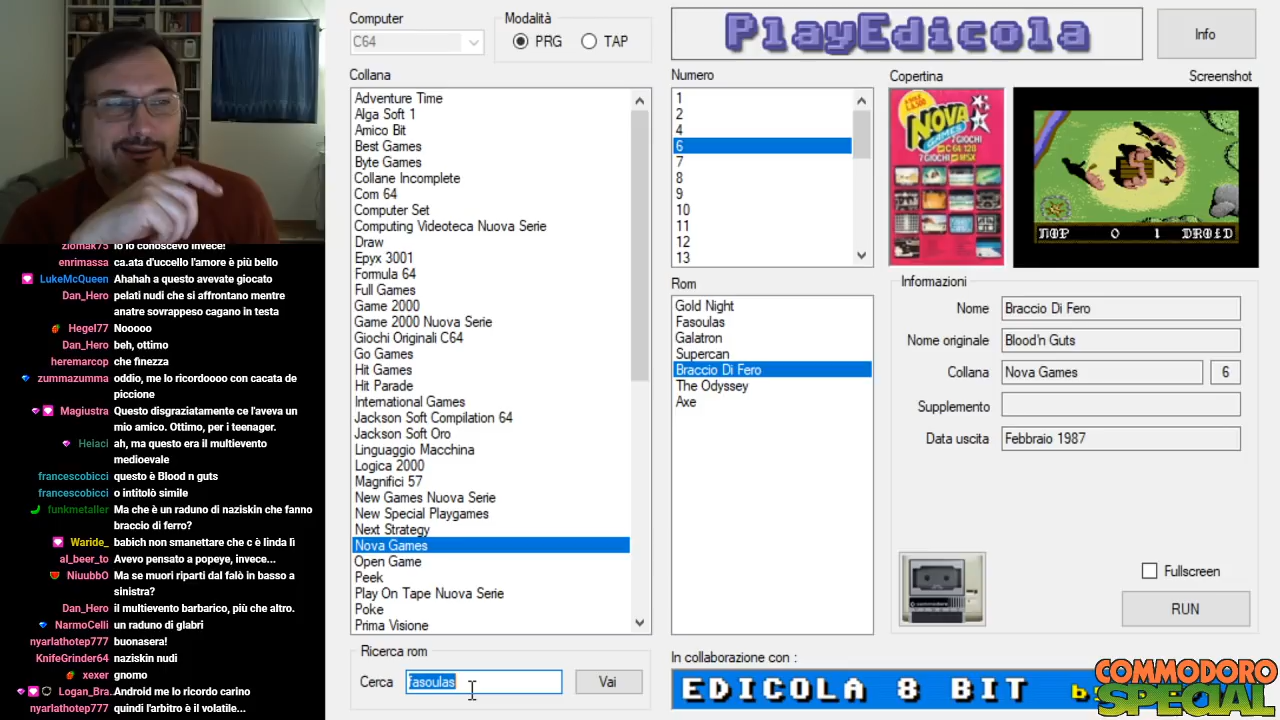 Computer
C64
Modalità
PRG
TAP
PlayEdicola
Info
Collana
Adventure Time
Alga Soft 1
Amico Bit
Best Games
Byte Games
Collane Incomplete
Com 64
Computer Set
Computing Videoteca Nuova Serie
Draw
Epyx 3001
Formula 64
Full Games
Game 2000
Game 2000 Nuova Serie
Giochi Originali C64
Go Games
Hit Games
Hit Parade
International Games
Jackson Soft Compilation 64
Jackson Soft Oro
Linguaggio Macchina
Logica 2000
Magnifici 57
New Games Nuova Serie
New Special Playgames
Next Strategy
Nova Games
Open Game
Peek
Play On Tape Nuova Serie
Poke
Prima Visione
Ricerca rom
Cerca
fasoulas
Vai
Numero
1
2
4
6
7
8
9
10
11
12
13
Rom
Gold Night
Fasoulas
Galatron
Supercan
Braccio Di Fero
The Odyssey
Axe
Copertina
Screenshot
NOVA
GAMES
7 GIOCHI C 64/128
7 GIOCHI MSX
TOP 0 1 DROID
Informazioni
Nome
Braccio Di Fero
Nome originale
Blood'n Guts
Collana
Nova Games
6
Supplemento
Data uscita
Febbraio 1987
Fullscreen
RUN
In collaborazione con :
EDICOLA 8 BIT
COMMODORO
SPECIAL
ziomak75 Io lo conoscevo invece!
enrimassa ca.ata d'uccello l'amore è più bello
LukeMcQueen Ahahah a questo avevate giocato
Dan_Hero pelati nudi che si affrontano mentre
anatre sovrappeso cagano in testa
Hegel77 Nooooo
Dan_Hero beh, ottimo
heremarcop che finezza
zummazumma oddio, me lo ricordoooo con cacata de
piccione
Magiustra Questo disgraziatamente ce l'aveva un
mio amico. Ottimo, per i teenager.
Heiaci ah, ma questo era il multievento
medioevale
francescobicci questo è Blood n guts
francescobicci o intitolò simile
funkmetaller Ma che è un raduno di naziskin che fanno
braccio di ferro?
Waride_ babich non smanettare che c è linda lì
al_beer_to Avevo pensato a popeye, invece...
NiuubbO Ma se muori riparti dal falò in basso a
sinistra?
Dan_Hero il multievento barbarico, più che altro.
NarmoCelli un raduno di glabri
nyarlathotep777 buonasera!
KnifeGrinder64 naziskin nudi
xexer gnomo
Logan_Bra. Android me lo ricordo carino
nyarlathotep777 quindi l'arbitro è il volatile...